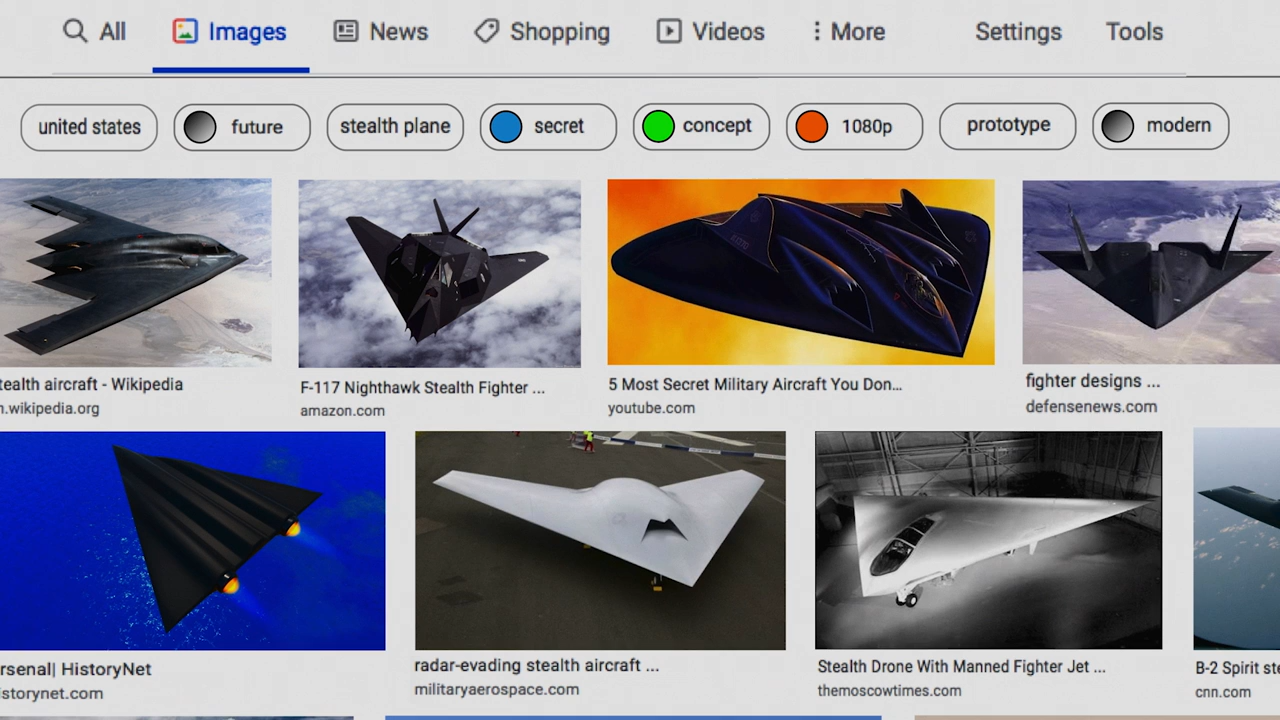 All Images News Shopping Videos More Settings Tools
united states future stealth plane secret concept 1080p prototype modern
tealth aircraft - Wikipedia
n.wikipedia.org
F-117 Nighthawk Stealth Fighter ...
amazon.com
5 Most Secret Military Aircraft You Don...
youtube.com
fighter designs ...
defensenews.com
rsenal| HistoryNet
istorynet.com
radar-evading stealth aircraft ...
militaryaerospace.com
Stealth Drone With Manned Fighter Jet ...
themoscowtimes.com
B-2 Spirit ste
cnn.com